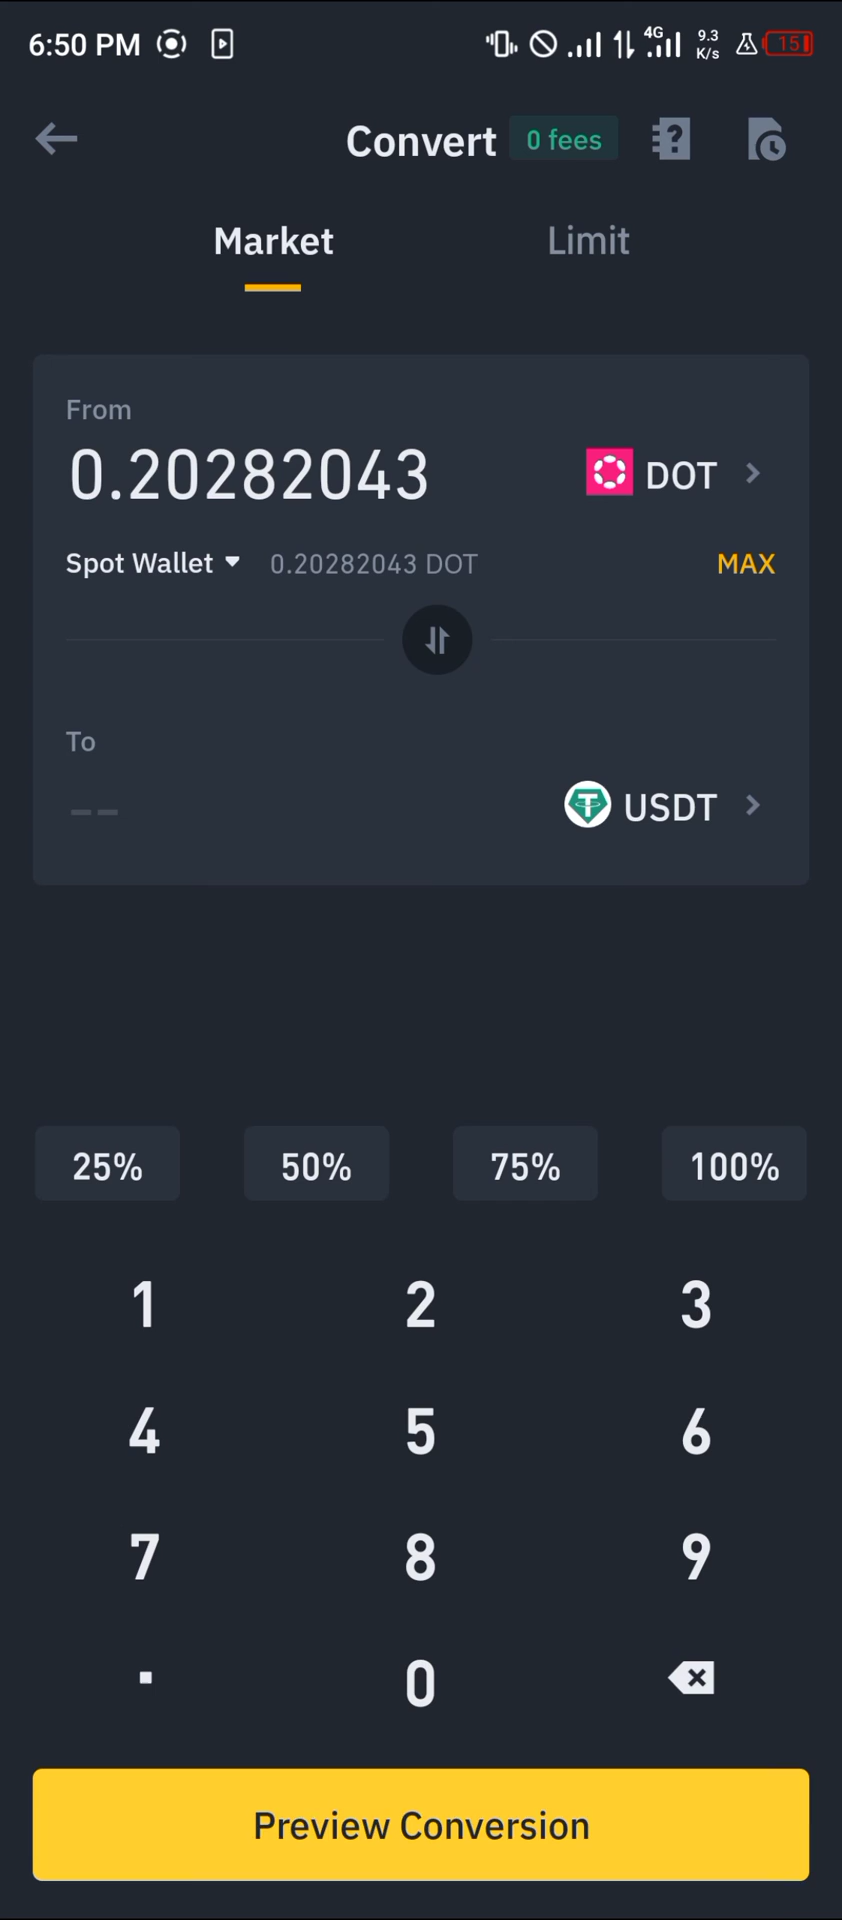 6:50 PM 4G 9.3 K/s 15
Convert 0 fees
Market Limit
From
0.20282043 DOT
Spot Wallet 0.20282043 DOT MAX
To
-- USDT
25% 50% 75% 100%
1 2 3
4 5 6
7 8 9
. 0
Preview Conversion